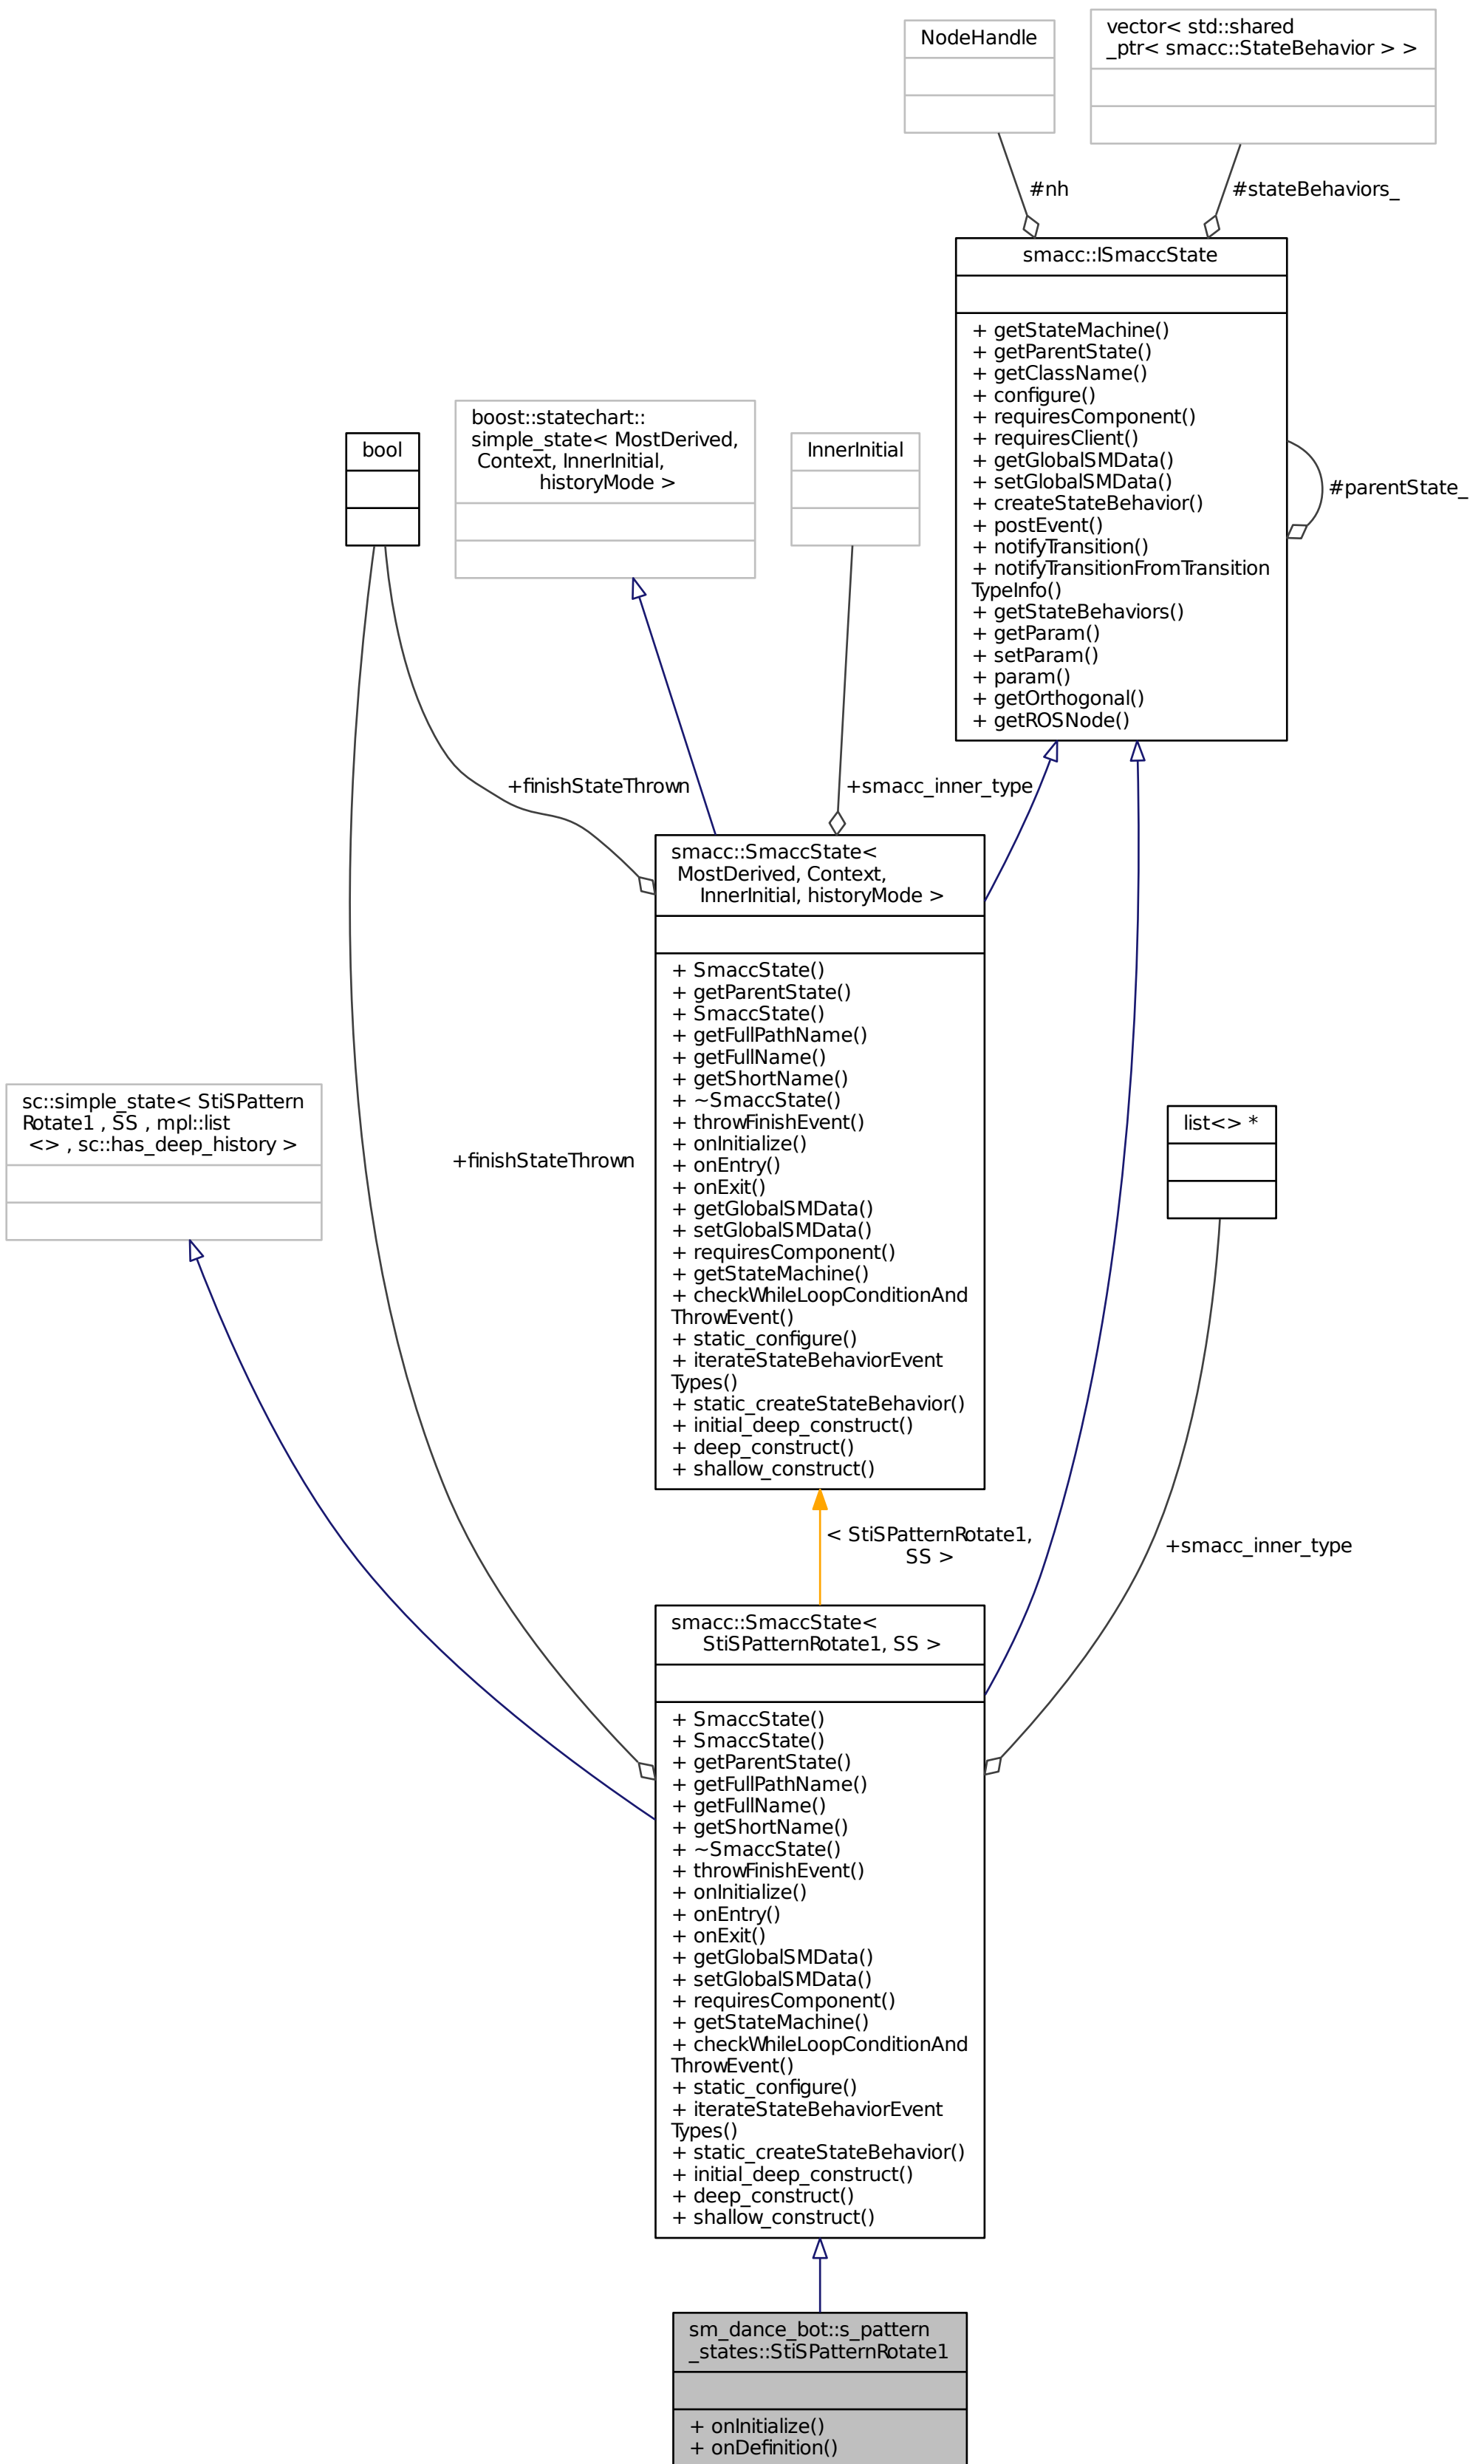 NodeHandle
vector< std::shared
_ptr< smacc::StateBehavior > >
#nh
#stateBehaviors_
smacc::ISmaccState
+ getStateMachine()
+ getParentState()
+ getClassName()
+ configure()
+ requiresComponent()
+ requiresClient()
+ getGlobalSMData()
+ setGlobalSMData()
+ createStateBehavior()
+ postEvent()
+ notifyTransition()
+ notifyTransitionFromTransition
TypeInfo()
+ getStateBehaviors()
+ getParam()
+ setParam()
+ param()
+ getOrthogonal()
+ getROSNode()
#parentState_
bool
boost::statechart::
simple_state< MostDerived,
Context, InnerInitial,
historyMode >
InnerInitial
+finishStateThrown
+smacc_inner_type
smacc::SmaccState<
MostDerived, Context,
InnerInitial, historyMode >
+ SmaccState()
+ getParentState()
+ SmaccState()
+ getFullPathName()
+ getFullName()
+ getShortName()
+ ~SmaccState()
+ throwFinishEvent()
+ onInitialize()
+ onEntry()
+ onExit()
+ getGlobalSMData()
+ setGlobalSMData()
+ requiresComponent()
+ getStateMachine()
+ checkWhileLoopConditionAnd
ThrowEvent()
+ static_configure()
+ iterateStateBehaviorEvent
Types()
+ static_createStateBehavior()
+ initial_deep_construct()
+ deep_construct()
+ shallow_construct()
sc::simple_state< StiSPattern
Rotate1 , SS , mpl::list
<> , sc::has_deep_history >
+finishStateThrown
list<> *
< StiSPatternRotate1,
SS >
+smacc_inner_type
smacc::SmaccState<
StiSPatternRotate1, SS >
+ SmaccState()
+ SmaccState()
+ getParentState()
+ getFullPathName()
+ getFullName()
+ getShortName()
+ ~SmaccState()
+ throwFinishEvent()
+ onInitialize()
+ onEntry()
+ onExit()
+ getGlobalSMData()
+ setGlobalSMData()
+ requiresComponent()
+ getStateMachine()
+ checkWhileLoopConditionAnd
ThrowEvent()
+ static_configure()
+ iterateStateBehaviorEvent
Types()
+ static_createStateBehavior()
+ initial_deep_construct()
+ deep_construct()
+ shallow_construct()
sm_dance_bot::s_pattern
_states::StiSPatternRotate1
+ onInitialize()
+ onDefinition()